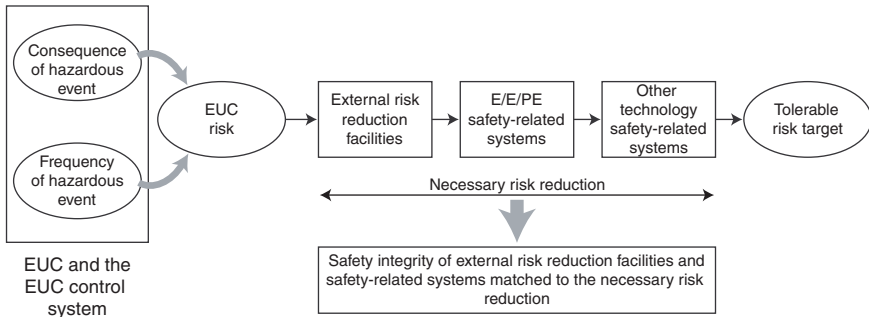 Consequence
of hazardous
event
Frequency
of hazardous
event
EUC and the
EUC control
system
EUC
risk
External risk
reduction
facilities
E/E/PE
safety-related
systems
Other
technology
safety-related
systems
Tolerable
risk target
Necessary risk reduction
Safety integrity of external risk reduction facilities and
safety-related systems matched to the necessary risk
reduction